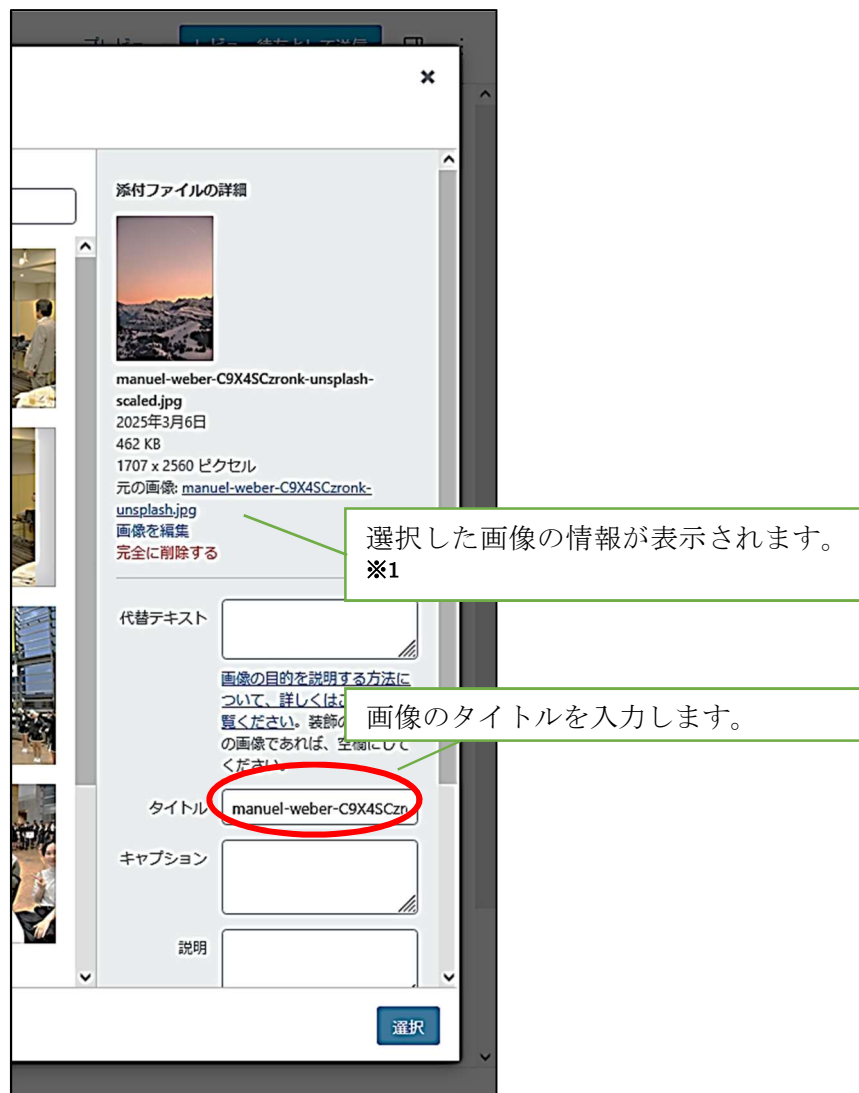 ×
添付ファイルの詳細
manuel-weber-C9X4SCzronk-unsplash-
scaled.jpg
2025年3月6日
462 KB
1707 x 2560 ピクセル
元の画像: manuel-weber-C9X4SCzronk-
unsplash.jpg
画像を編集
完全に削除する
選択した画像の情報が表示されます。
※1
代替テキスト
画像の目的を説明する方法に
ついて、詳しくはこ
覧ください。装飾の
の画像であれば、空欄にして
ください。
画像のタイトルを入力します。
タイトル
manuel-weber-C9X4SCzro
キャプション
説明
選択